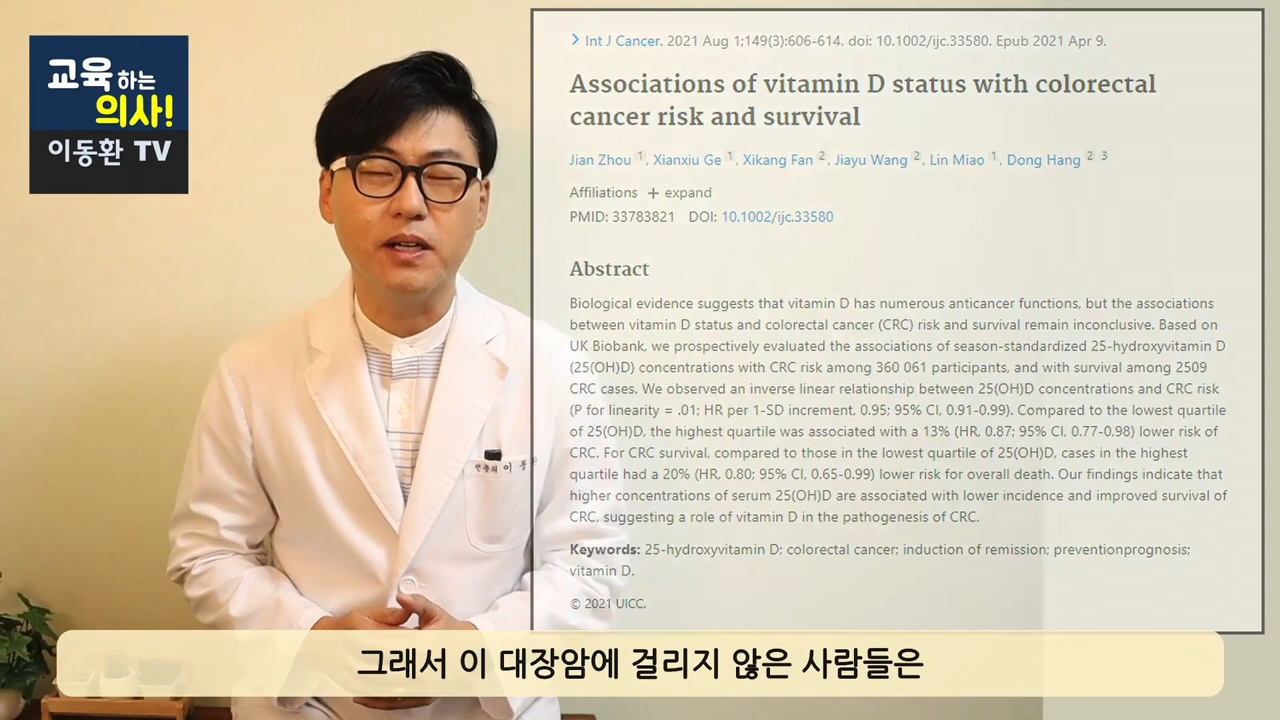 교육하는
의사!
이동환 TV
Int J Cancer. 2021 Aug 1;149(3):606-614. doi: 10.1002/ijc.33580. Epub 2021 Apr 9.
Associations of vitamin D status with colorectal
cancer risk and survival
Jian Zhou 1, Xianxiu Ge 1, Xikang Fan 2, Jiayu Wang 2, Lin Miao 1, Dong Hang 2 3
Affiliations + expand
PMID: 33783821 DOI: 10.1002/ijc.33580
Abstract
Biological evidence suggests that vitamin D has numerous anticancer functions, but the associations
between vitamin D status and colorectal cancer (CRC) risk and survival remain inconclusive. Based on
UK Biobank, we prospectively evaluated the associations of season-standardized 25-hydroxyvitamin D
(25(OH)D) concentrations with CRC risk among 360 061 participants, and with survival among 2509
CRC cases. We observed an inverse linear relationship between 25(OH)D concentrations and CRC risk
(P for linearity = .01; HR per 1-SD increment, 0.95; 95% CI, 0.91-0.99). Compared to the lowest quartile
of 25(OH)D, the highest quartile was associated with a 13% (HR, 0.87; 95% CI, 0.77-0.98) lower risk of
CRC. For CRC survival, compared to those in the lowest quartile of 25(OH)D, cases in the highest
quartile had a 20% (HR, 0.80; 95% CI, 0.65-0.99) lower risk for overall death. Our findings indicate that
higher concentrations of serum 25(OH)D are associated with lower incidence and improved survival of
CRC, suggesting a role of vitamin D in the pathogenesis of CRC.
Keywords: 25-hydroxyvitamin D; colorectal cancer; induction of remission; preventionprognosis;
vitamin D.
© 2021 UICC.
그래서 이 대장암에 걸리지 않은 사람들은